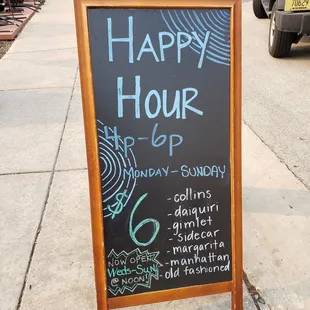 HAPPY
HOUR
4p-6p
MONDAY - SUNDAY
$6
- collins
- daiquiri
- gimlet
- sidecar
- margarita
- manhattan
- old fashioned
NOW OPEN
Weds-Sun
@ NOON!